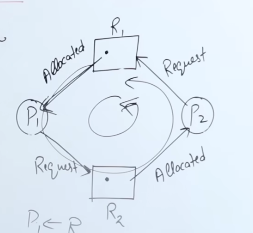 R1
Allocated
Request
P1
P2
Request
Allocated
R2
P1 ← R